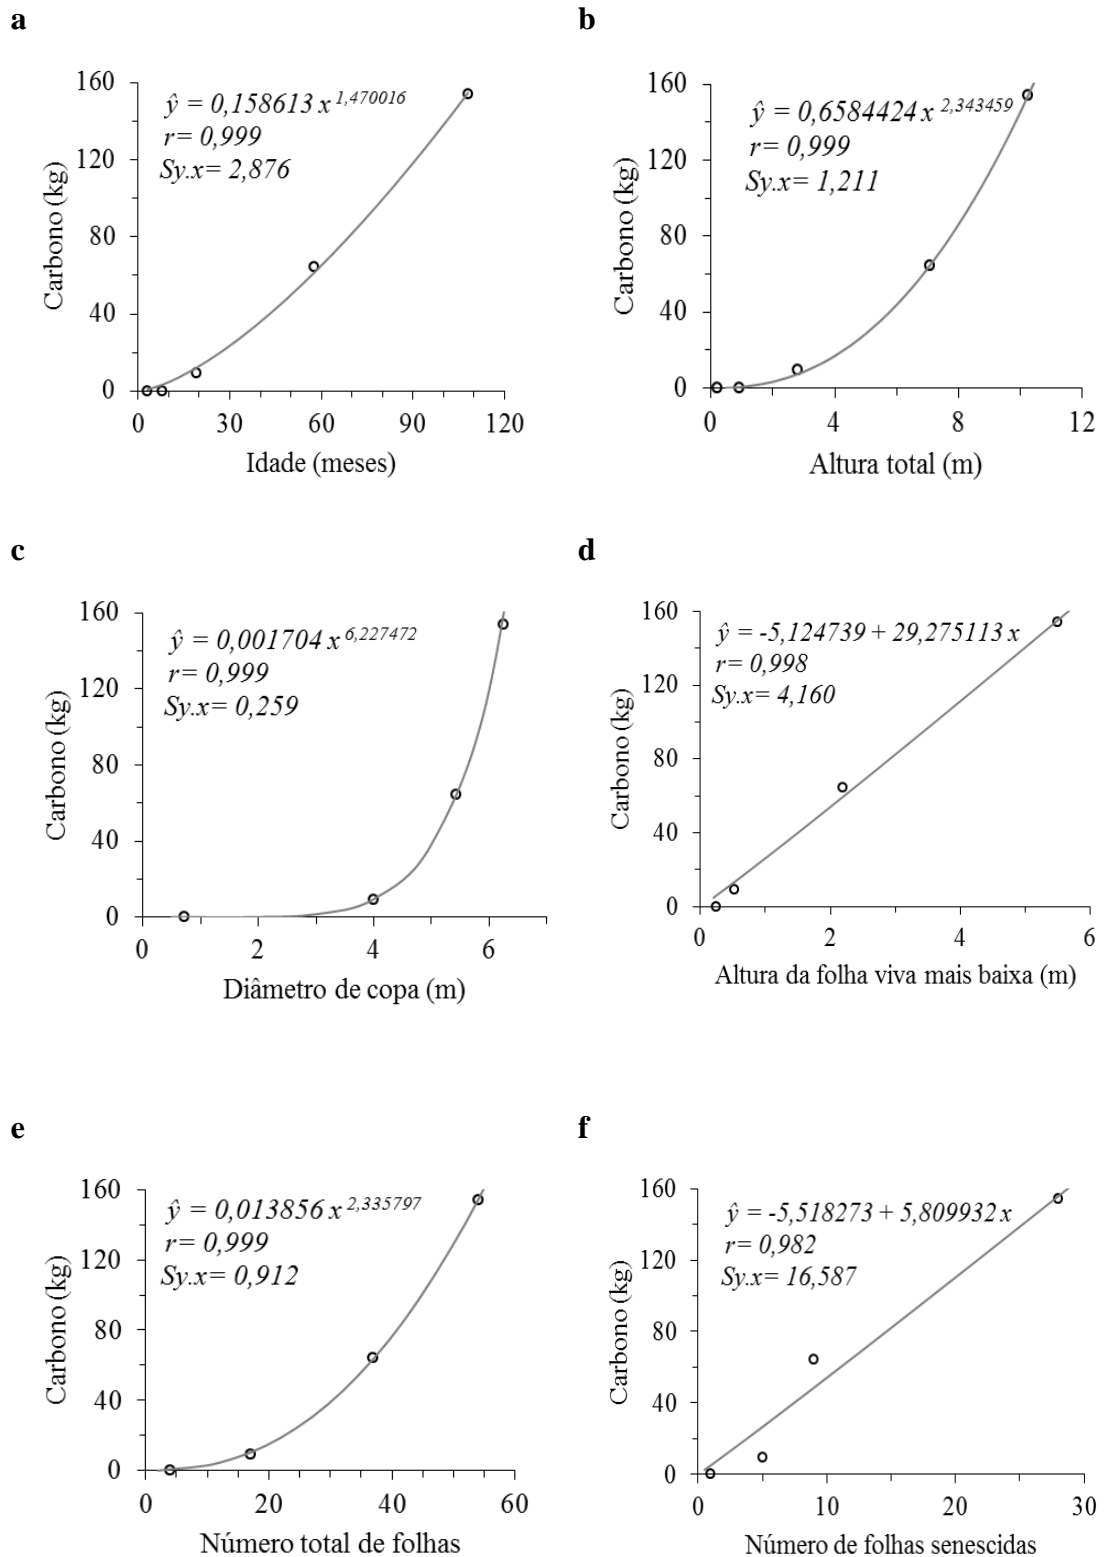 a
ŷ = 0,158613 x^1,470016
r= 0,999
Sy.x= 2,876
160
120
80
40
0
Carbono (kg)
0 30 60 90 120
Idade (meses)
b
ŷ = 0,6584424 x^2,343459
r= 0,999
Sy.x= 1,211
160
120
80
40
0
Carbono (kg)
0 4 8 12
Altura total (m)
c
ŷ = 0,001704 x^6,227472
r= 0,999
Sy.x= 0,259
160
120
80
40
0
Carbono (kg)
0 2 4 6
Diâmetro de copa (m)
d
ŷ = -5,124739 + 29,275113 x
r= 0,998
Sy.x= 4,160
160
120
80
40
0
Carbono (kg)
0 2 4 6
Altura da folha viva mais baixa (m)
e
ŷ = 0,013856 x^2,335797
r= 0,999
Sy.x= 0,912
160
120
80
40
0
Carbono (kg)
0 20 40 60
Número total de folhas
f
ŷ = -5,518273 + 5,809932 x
r= 0,982
Sy.x= 16,587
160
120
80
40
0
Carbono (kg)
0 10 20 30
Número de folhas senescidas